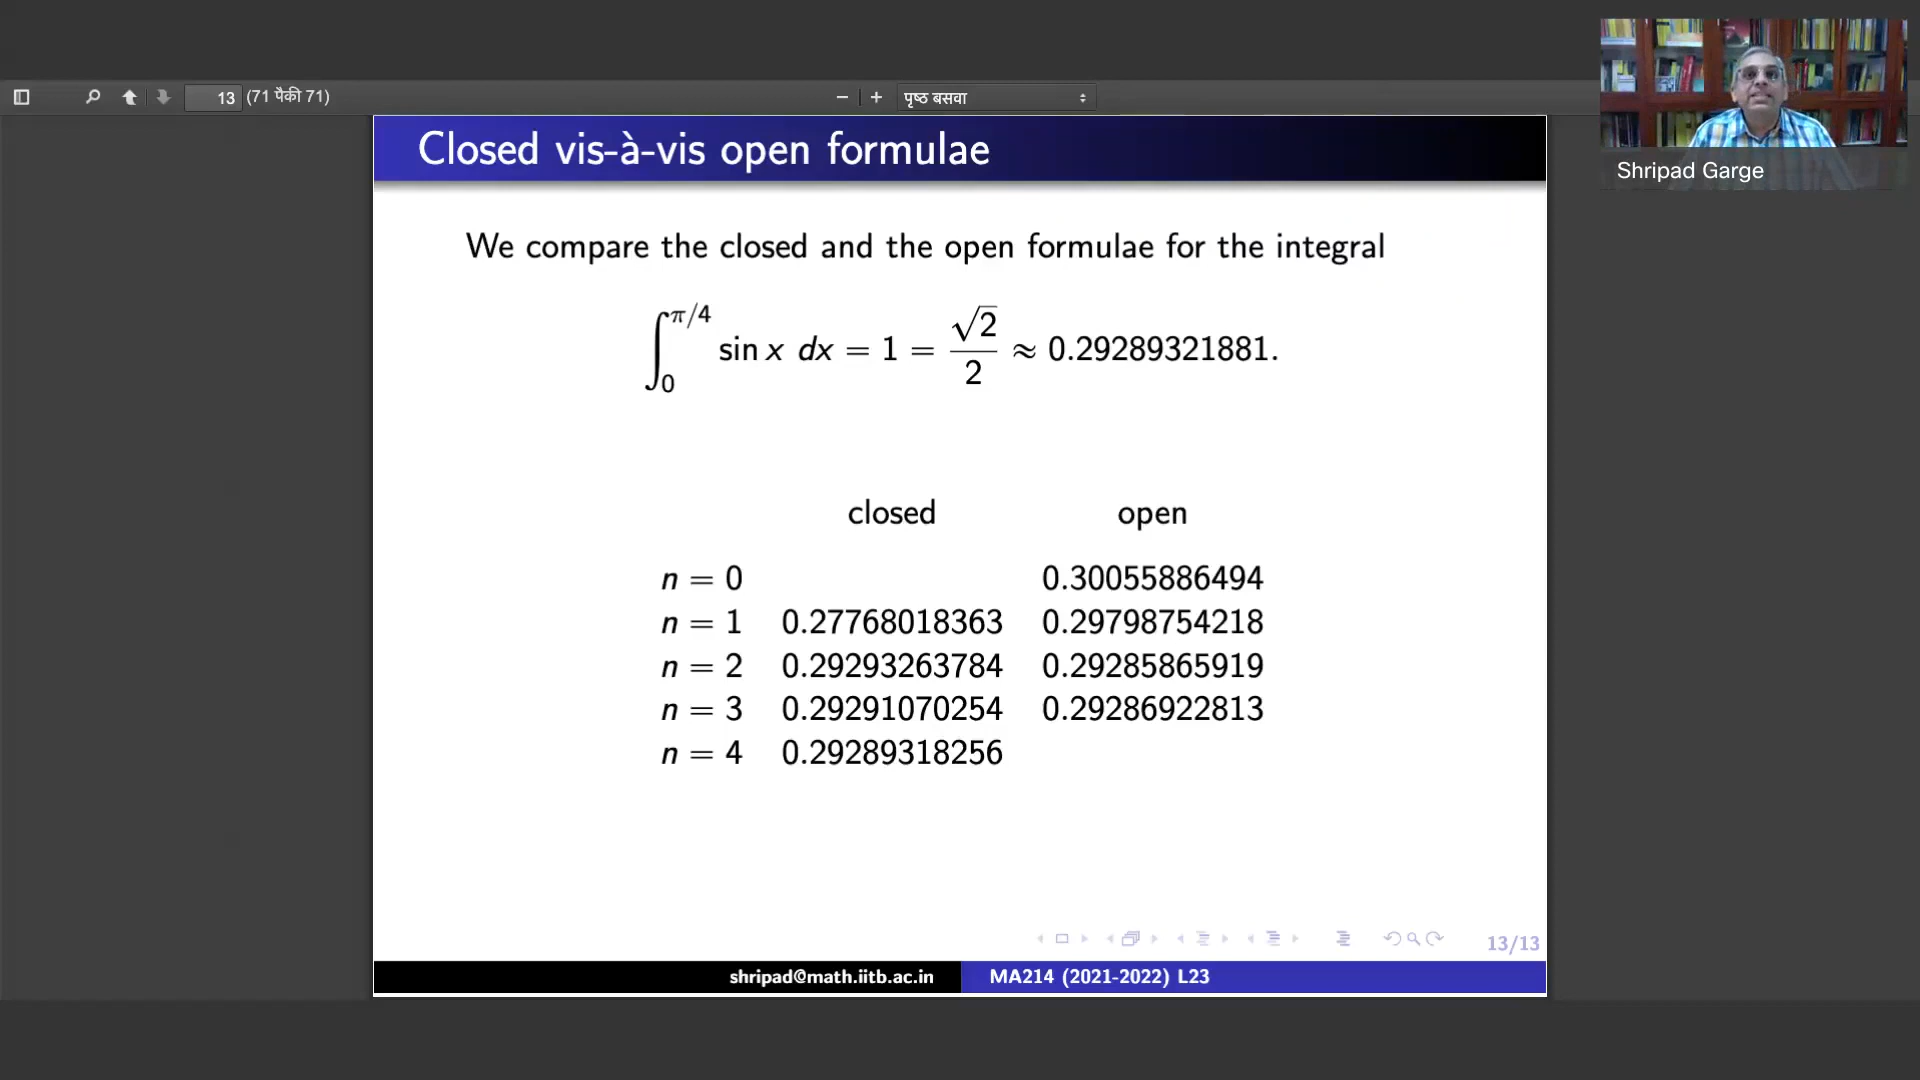 13 (71 पैकी 71)
− + पृष्ठ बसवा
Shripad Garge
Closed vis-à-vis open formulae
We compare the closed and the open formulae for the integral
∫₀^{π/4} sin x dx = 1 = √2/2 ≈ 0.29289321881.
closed open
n = 0 0.30055886494
n = 1 0.27768018363 0.29798754218
n = 2 0.29293263784 0.29285865919
n = 3 0.29291070254 0.29286922813
n = 4 0.29289318256
13/13
shripad@math.iitb.ac.in MA214 (2021-2022) L23